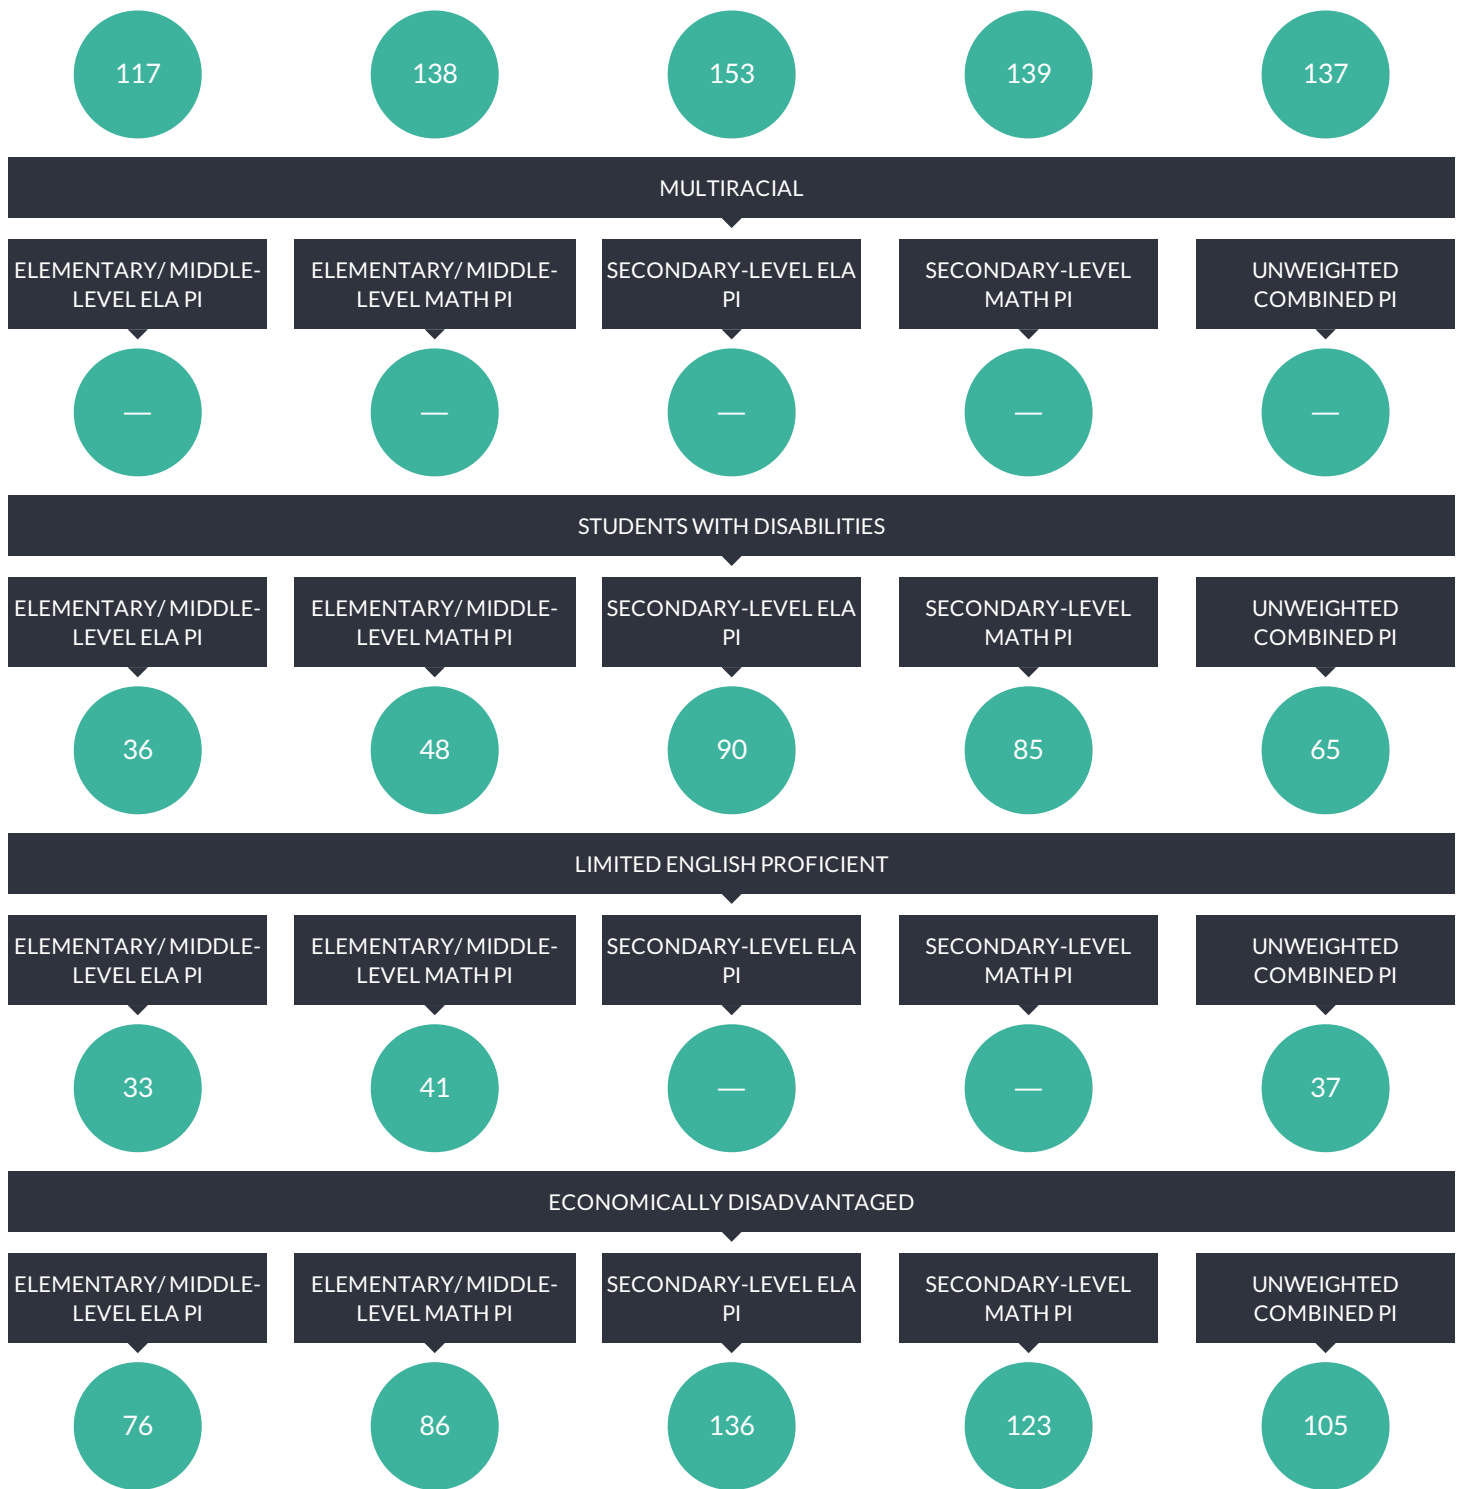 117 138 153 139 137
MULTIRACIAL
ELEMENTARY/ MIDDLE- ELEMENTARY/ MIDDLE- SECONDARY-LEVEL ELA SECONDARY-LEVEL UNWEIGHTED
LEVEL ELA PI LEVEL MATH PI PI MATH PI COMBINED PI
— — — — —
STUDENTS WITH DISABILITIES
ELEMENTARY/ MIDDLE- ELEMENTARY/ MIDDLE- SECONDARY-LEVEL ELA SECONDARY-LEVEL UNWEIGHTED
LEVEL ELA PI LEVEL MATH PI PI MATH PI COMBINED PI
36 48 90 85 65
LIMITED ENGLISH PROFICIENT
ELEMENTARY/ MIDDLE- ELEMENTARY/ MIDDLE- SECONDARY-LEVEL ELA SECONDARY-LEVEL UNWEIGHTED
LEVEL ELA PI LEVEL MATH PI PI MATH PI COMBINED PI
33 41 — — 37
ECONOMICALLY DISADVANTAGED
ELEMENTARY/ MIDDLE- ELEMENTARY/ MIDDLE- SECONDARY-LEVEL ELA SECONDARY-LEVEL UNWEIGHTED
LEVEL ELA PI LEVEL MATH PI PI MATH PI COMBINED PI
76 86 136 123 105